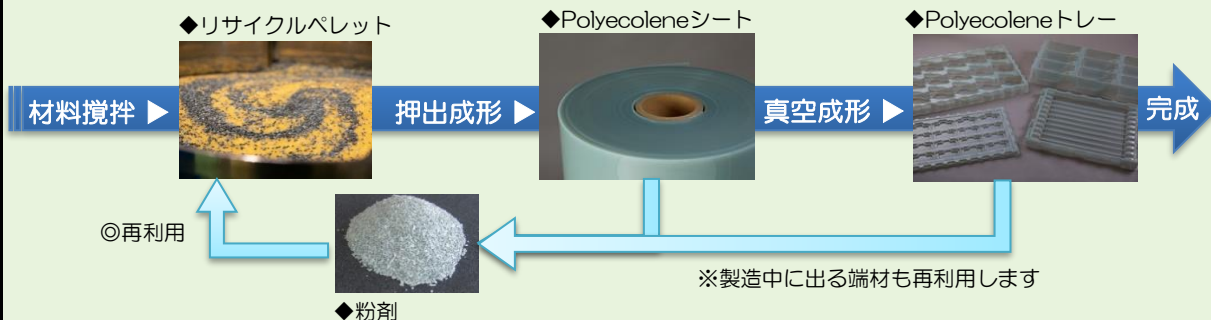 ◆リサイクルペレット
◆Polyecoleneシート
◆Polyecoleneトレー
材料撹拌 ▶
押出成形 ▶
真空成形 ▶
完成
◎再利用
※製造中に出る端材も再利用します
◆粉剤